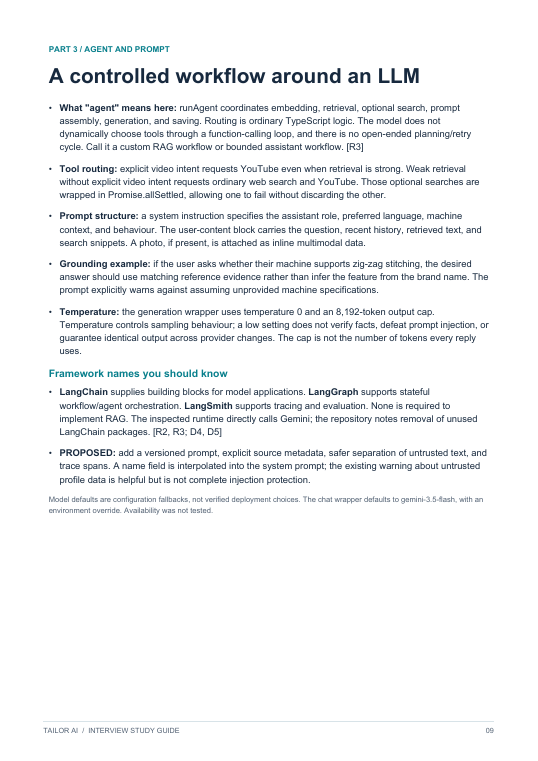 PART 3 / AGENT AND PROMPT
A controlled workflow around an LLM
• What "agent" means here: runAgent coordinates embedding, retrieval, optional search, prompt
assembly, generation, and saving. Routing is ordinary TypeScript logic. The model does not
dynamically choose tools through a function-calling loop, and there is no open-ended planning/retry
cycle. Call it a custom RAG workflow or bounded assistant workflow. [R3]
• Tool routing: explicit video intent requests YouTube even when retrieval is strong. Weak retrieval
without explicit video intent requests ordinary web search and YouTube. Those optional searches are
wrapped in Promise.allSettled, allowing one to fail without discarding the other.
• Prompt structure: a system instruction specifies the assistant role, preferred language, machine
context, and behaviour. The user-content block carries the question, recent history, retrieved text, and
search snippets. A photo, if present, is attached as inline multimodal data.
• Grounding example: if the user asks whether their machine supports zig-zag stitching, the desired
answer should use matching reference evidence rather than infer the feature from the brand name. The
prompt explicitly warns against assuming unprovided machine specifications.
• Temperature: the generation wrapper uses temperature 0 and an 8,192-token output cap.
Temperature controls sampling behaviour; a low setting does not verify facts, defeat prompt injection, or
guarantee identical output across provider changes. The cap is not the number of tokens every reply
uses.
Framework names you should know
• LangChain supplies building blocks for model applications. LangGraph supports stateful
workflow/agent orchestration. LangSmith supports tracing and evaluation. None is required to
implement RAG. The inspected runtime directly calls Gemini; the repository notes removal of unused
LangChain packages. [R2, R3; D4, D5]
• PROPOSED: add a versioned prompt, explicit source metadata, safer separation of untrusted text, and
trace spans. A name field is interpolated into the system prompt; the existing warning about untrusted
profile data is helpful but is not complete injection protection.
Model defaults are configuration fallbacks, not verified deployment choices. The chat wrapper defaults to gemini-3.5-flash, with an
environment override. Availability was not tested.
TAILOR AI / INTERVIEW STUDY GUIDE
09